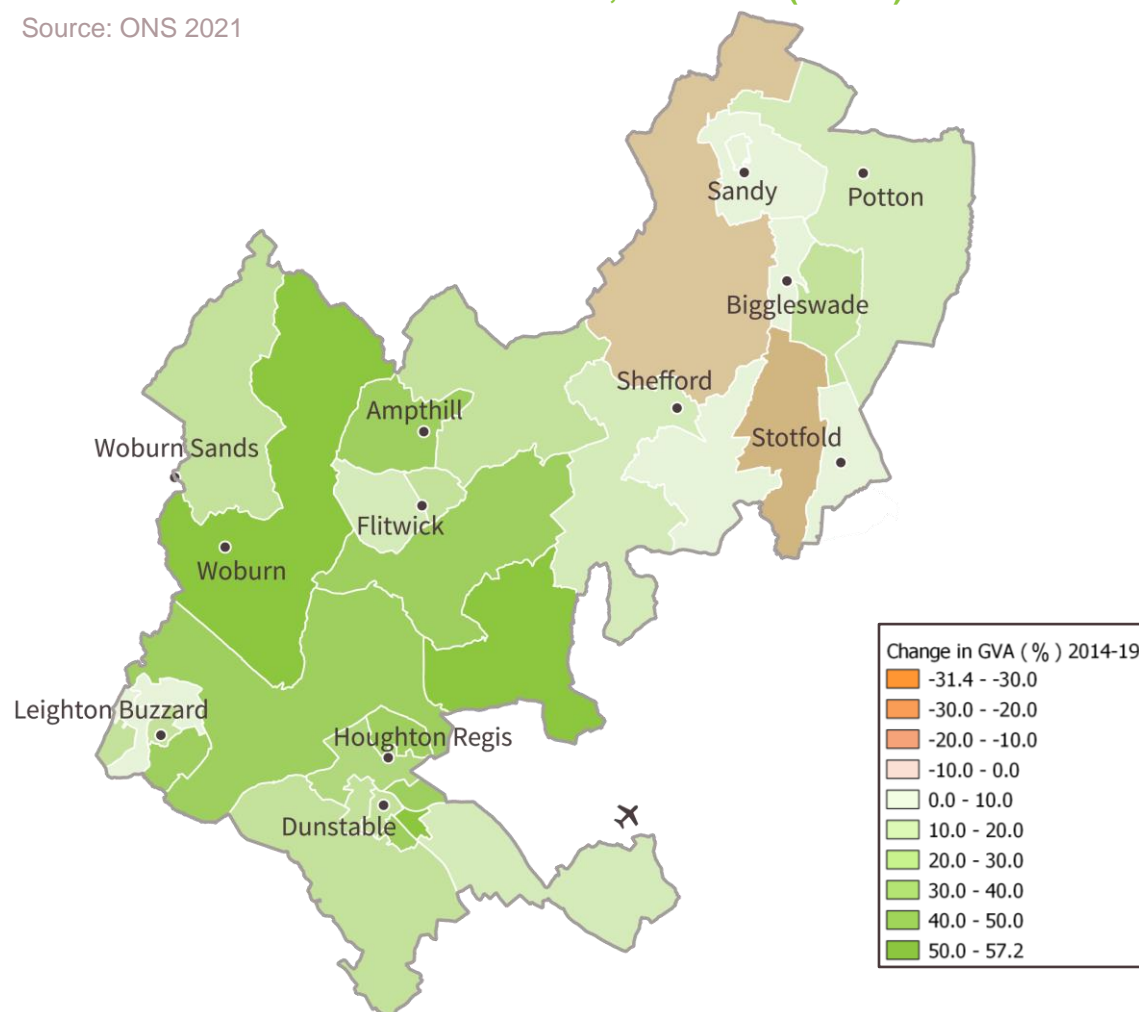 Source: ONS 2021
Sandy
Potton
Biggleswade
Shefford
Ampthill
Stotfold
Woburn Sands
Flitwick
Woburn
Leighton Buzzard
Houghton Regis
Dunstable
Change in GVA ( % ) 2014-19
-31.4 - -30.0
-30.0 - -20.0
-20.0 - -10.0
-10.0 - 0.0
0.0 - 10.0
10.0 - 20.0
20.0 - 30.0
30.0 - 40.0
40.0 - 50.0
50.0 - 57.2